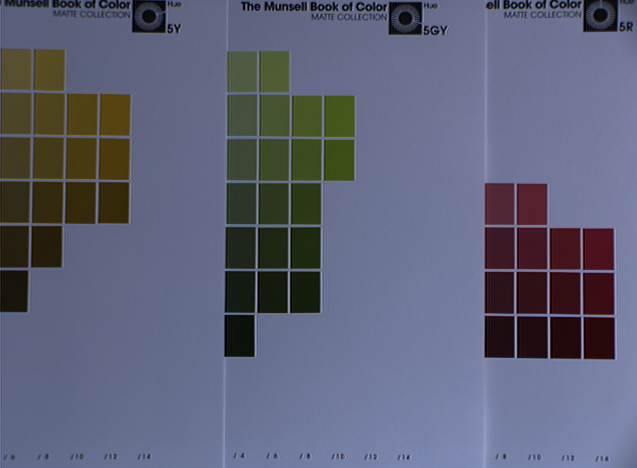 Munsell Book of Color
MATTE COLLECTION
Hue
5Y
The Munsell Book of Color
MATTE COLLECTION
Hue
5GY
ell Book of Color
MATTE COLLECTION
Hue
5R
/6 /8 /10 /12 /14
/4 /6 /8 /10 /12 /14
/8 /10 /12 /14